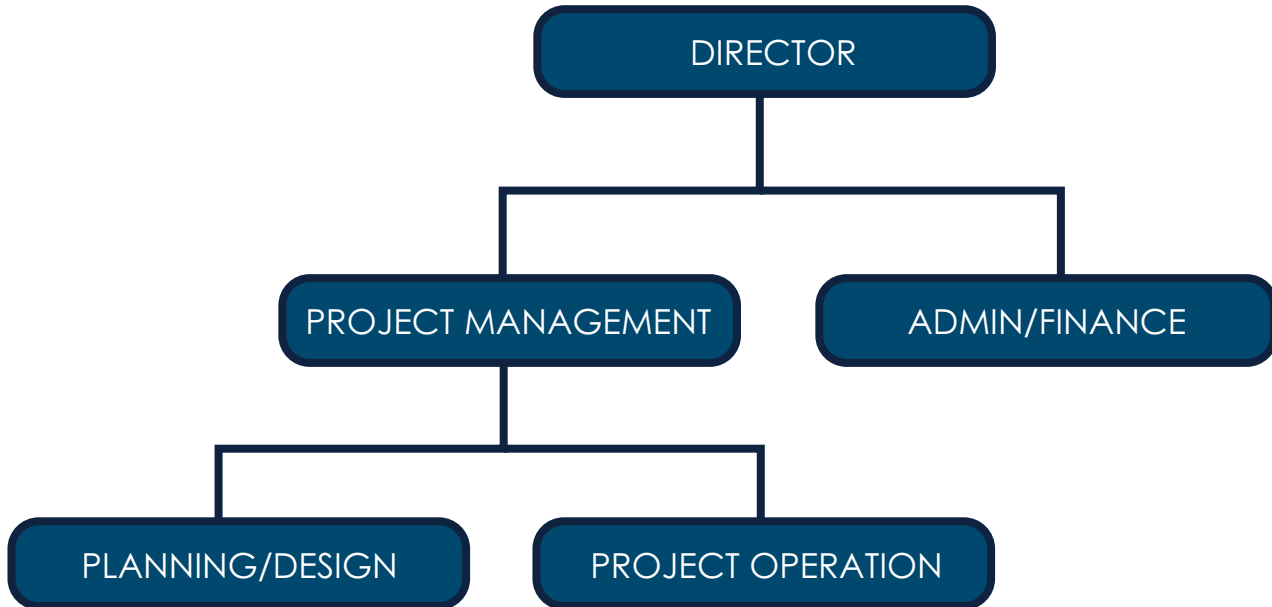 DIRECTOR
PROJECT MANAGEMENT
ADMIN/FINANCE
PLANNING/DESIGN
PROJECT OPERATION